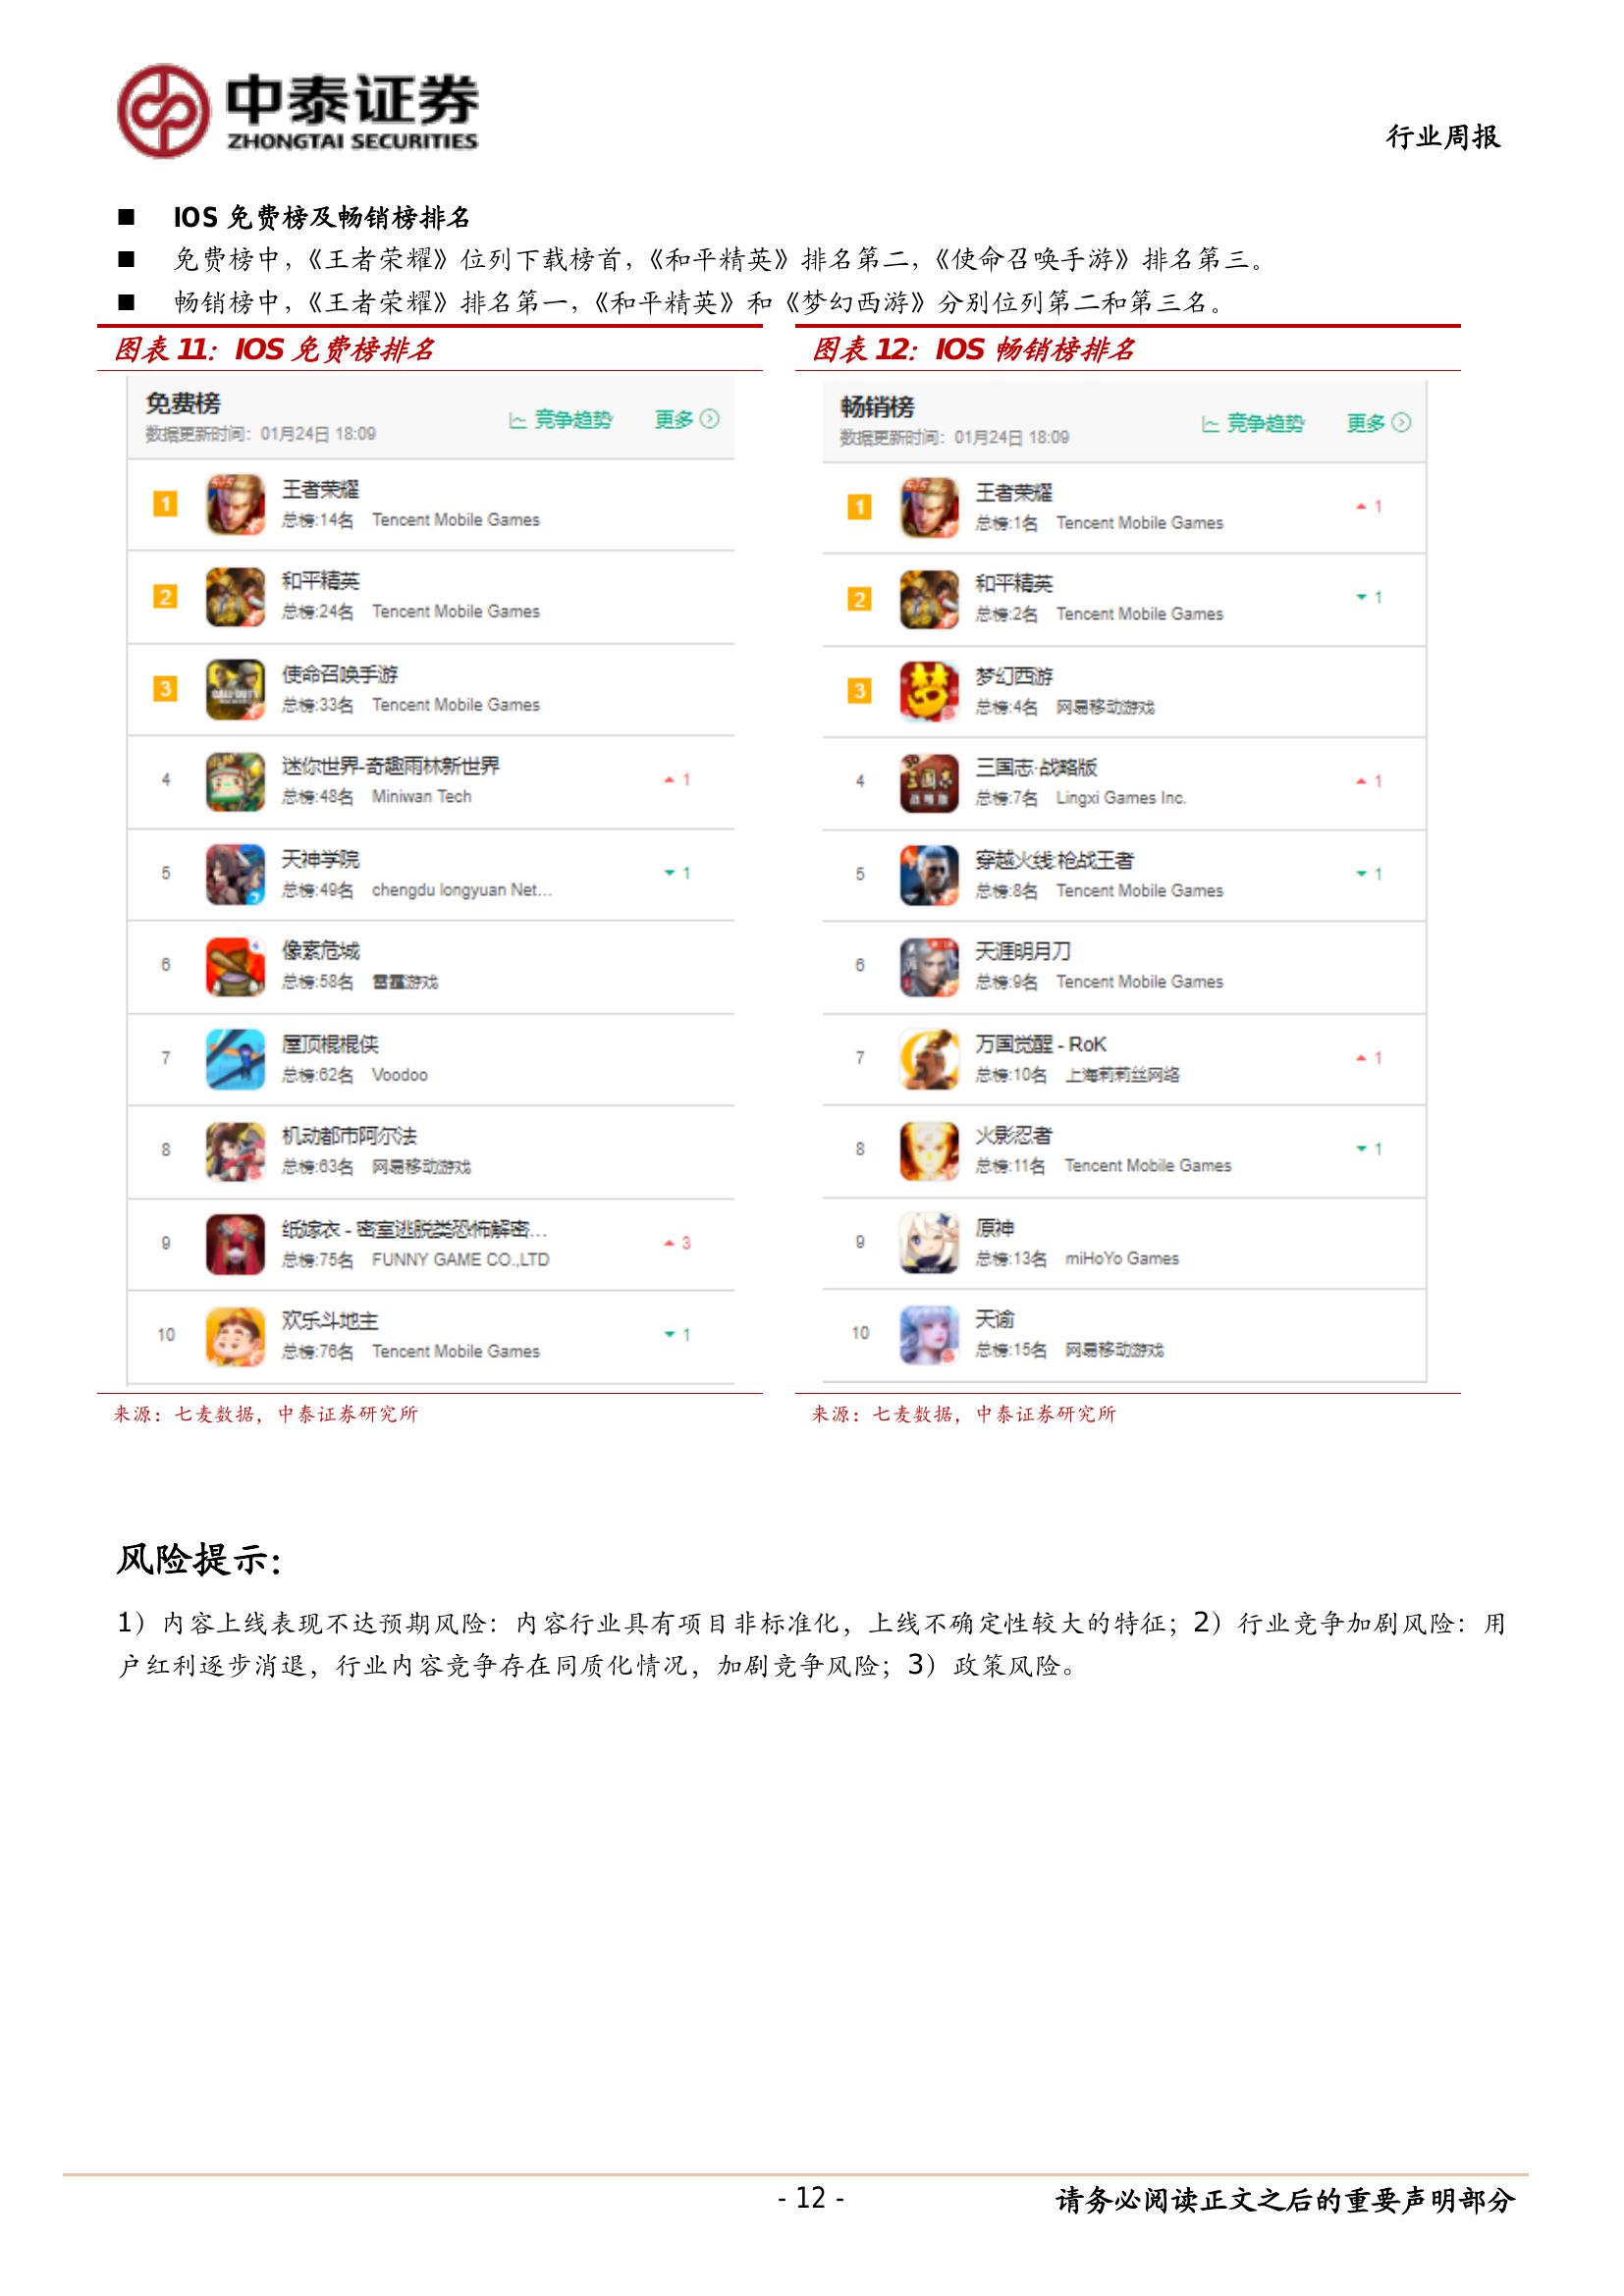 中泰证券
ZHONGTAI SECURITIES
行业周报
■ IOS 免费榜及畅销榜排名
■ 免费榜中，《王者荣耀》位列下载榜首，《和平精英》排名第二，《使命召唤手游》排名第三。
■ 畅销榜中，《王者荣耀》排名第一，《和平精英》和《梦幻西游》分别位列第二和第三名。
图表 11：IOS 免费榜排名
免费榜
竞争趋势 更多
数据更新时间：01月24日 18:09
1 王者荣耀
总榜:14名 Tencent Mobile Games
2 和平精英
总榜:24名 Tencent Mobile Games
3 使命召唤手游
总榜:33名 Tencent Mobile Games
4 迷你世界-奇趣雨林新世界 1
总榜:48名 Miniwan Tech
5 天神学院 1
总榜:49名 chengdu longyuan Net...
6 像素危城
总榜:58名 雷霆游戏
7 屋顶棍棍侠
总榜:62名 Voodoo
8 机动都市阿尔法
总榜:63名 网易移动游戏
9 纸嫁衣 - 密室逃脱类恐怖解密... 3
总榜:75名 FUNNY GAME CO.,LTD
10 欢乐斗地主 1
总榜:76名 Tencent Mobile Games
来源：七麦数据，中泰证券研究所
图表 12：IOS 畅销榜排名
畅销榜
竞争趋势 更多
数据更新时间：01月24日 18:09
1 王者荣耀 1
总榜:1名 Tencent Mobile Games
2 和平精英 1
总榜:2名 Tencent Mobile Games
3 梦幻西游
总榜:4名 网易移动游戏
4 三国志·战略版 1
总榜:7名 Lingxi Games Inc.
5 穿越火线:枪战王者 1
总榜:8名 Tencent Mobile Games
6 天涯明月刀
总榜:9名 Tencent Mobile Games
7 万国觉醒 - RoK 1
总榜:10名 上海莉莉丝网络
8 火影忍者 1
总榜:11名 Tencent Mobile Games
9 原神
总榜:13名 miHoYo Games
10 天谕
总榜:15名 网易移动游戏
来源：七麦数据，中泰证券研究所
风险提示：
1）内容上线表现不达预期风险：内容行业具有项目非标准化，上线不确定性较大的特征；2）行业竞争加剧风险：用
户红利逐步消退，行业内容竞争存在同质化情况，加剧竞争风险；3）政策风险。
- 12 -
请务必阅读正文之后的重要声明部分